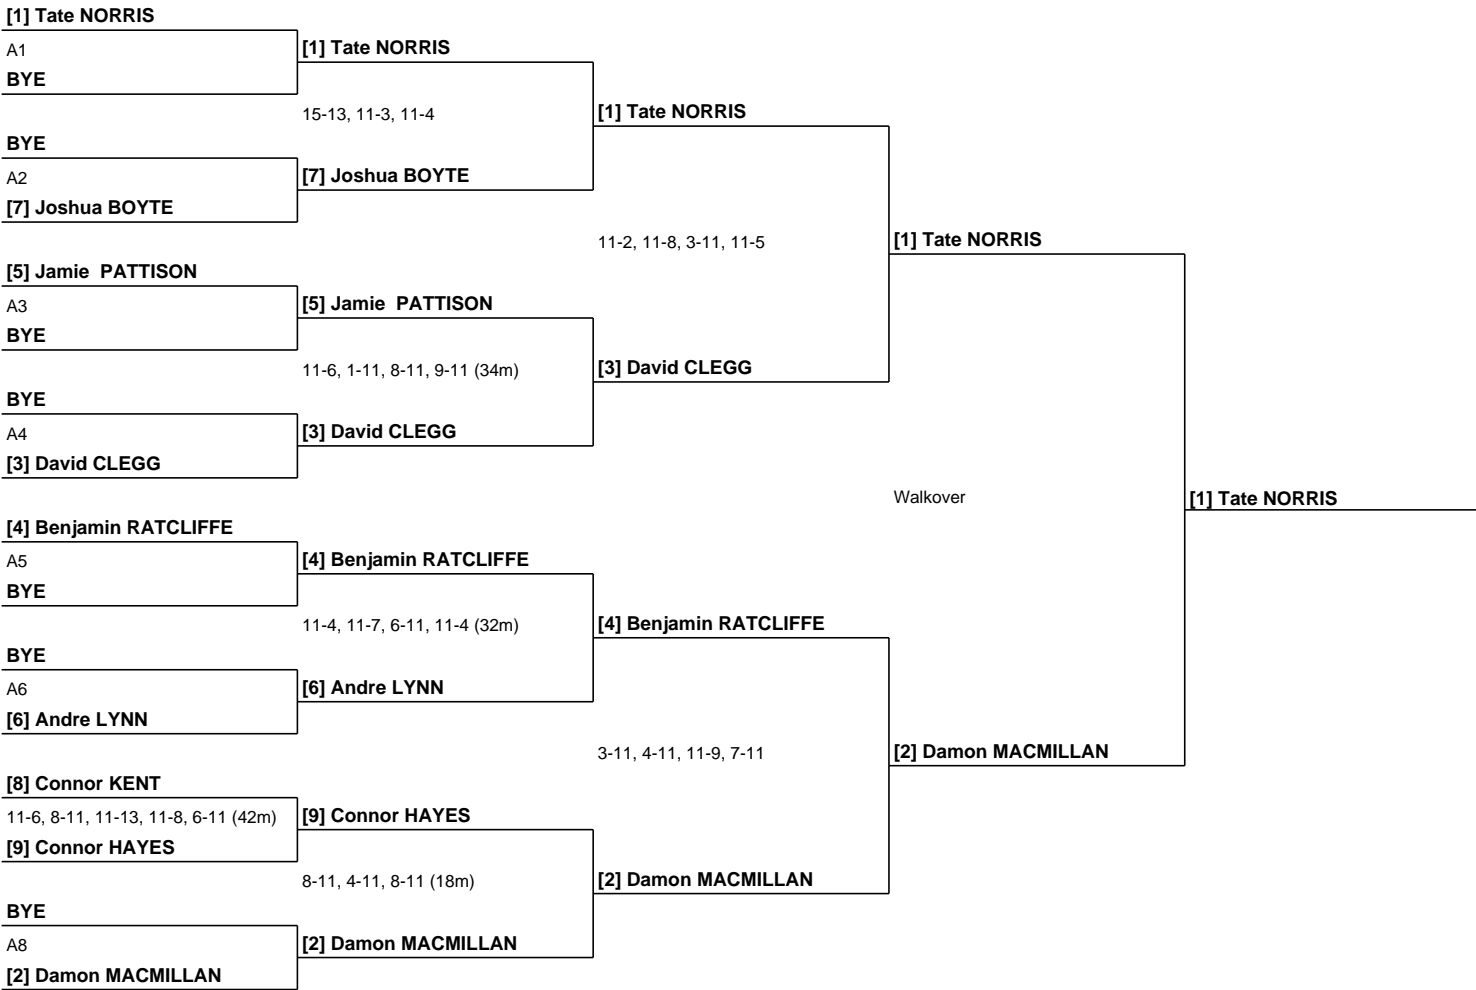 [1] Tate NORRIS
A1
BYE
BYE
A2
[7] Joshua BOYTE
[5] Jamie  PATTISON
A3
BYE
BYE
A4
[3] David CLEGG
[4] Benjamin RATCLIFFE
A5
BYE
BYE
A6
[6] Andre LYNN
[8] Connor KENT
11-6, 8-11, 11-13, 11-8, 6-11 (42m)
[9] Connor HAYES
BYE
A8
[2] Damon MACMILLAN
[1] Tate NORRIS
15-13, 11-3, 11-4
[7] Joshua BOYTE
[5] Jamie  PATTISON
11-6, 1-11, 8-11, 9-11 (34m)
[3] David CLEGG
[4] Benjamin RATCLIFFE
11-4, 11-7, 6-11, 11-4 (32m)
[6] Andre LYNN
[9] Connor HAYES
8-11, 4-11, 8-11 (18m)
[2] Damon MACMILLAN
[1] Tate NORRIS
11-2, 11-8, 3-11, 11-5
[3] David CLEGG
[4] Benjamin RATCLIFFE
3-11, 4-11, 11-9, 7-11
[2] Damon MACMILLAN
[1] Tate NORRIS
Walkover
[2] Damon MACMILLAN
[1] Tate NORRIS